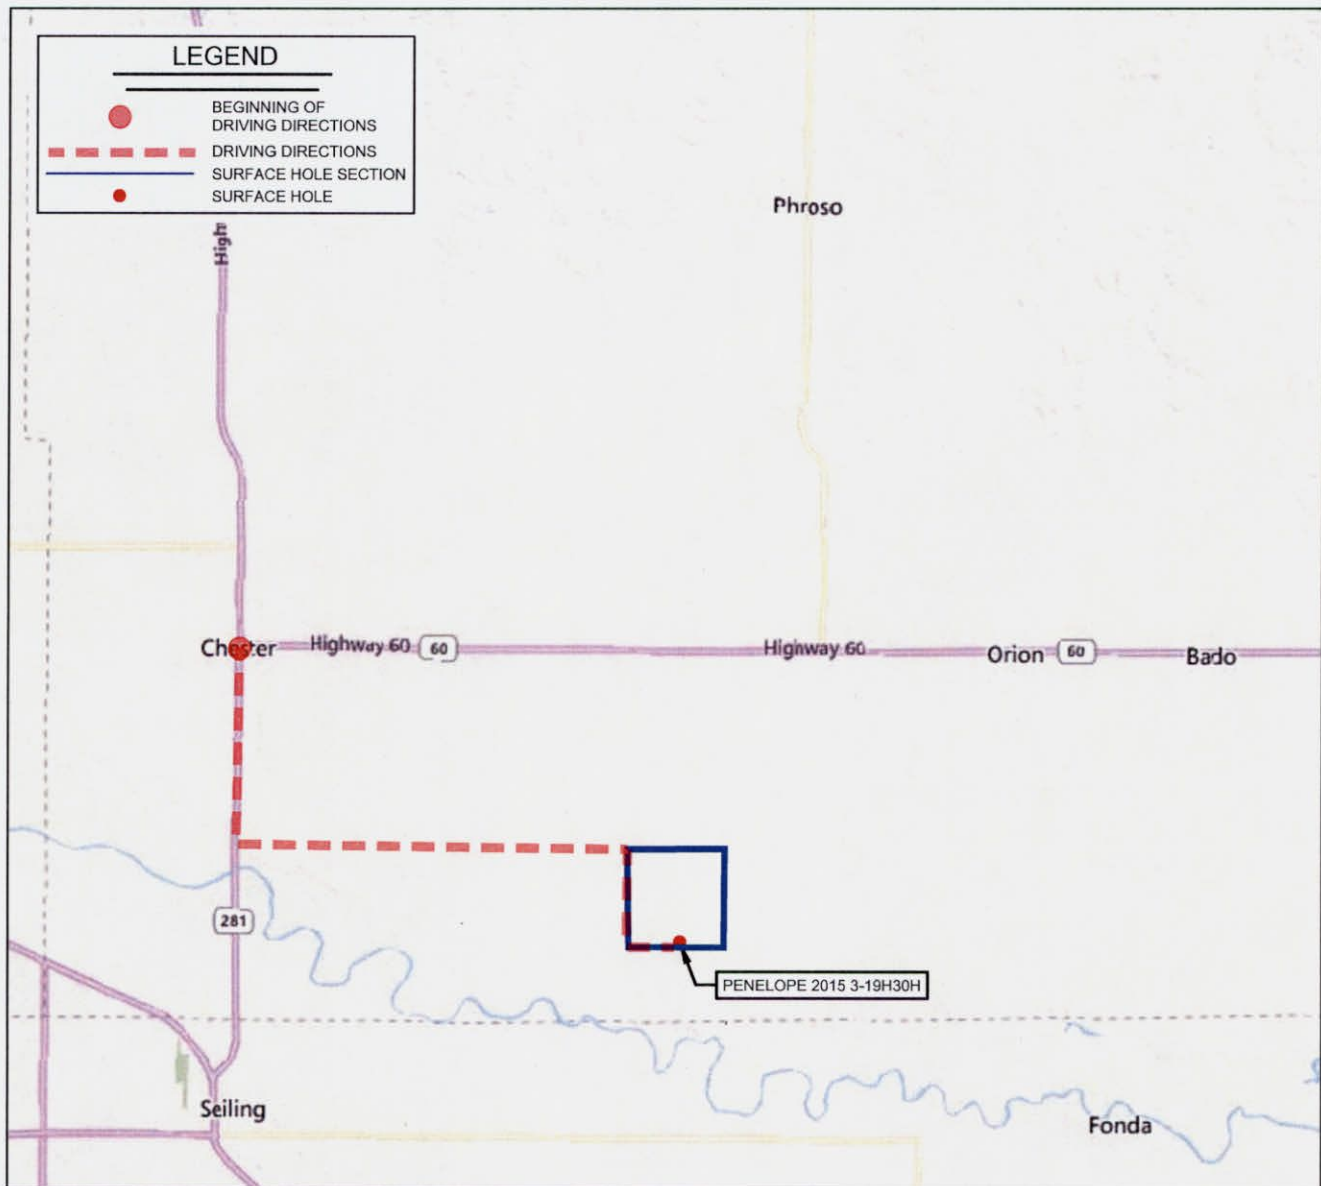 LEGEND
BEGINNING OF
DRIVING DIRECTIONS
DRIVING DIRECTIONS
SURFACE HOLE SECTION
SURFACE HOLE
High
Phroso
Chester
Highway 60
60
Highway 60
Orion
60
Bado
281
PENELOPE 2015 3-19H30H
Seiling
Fonda